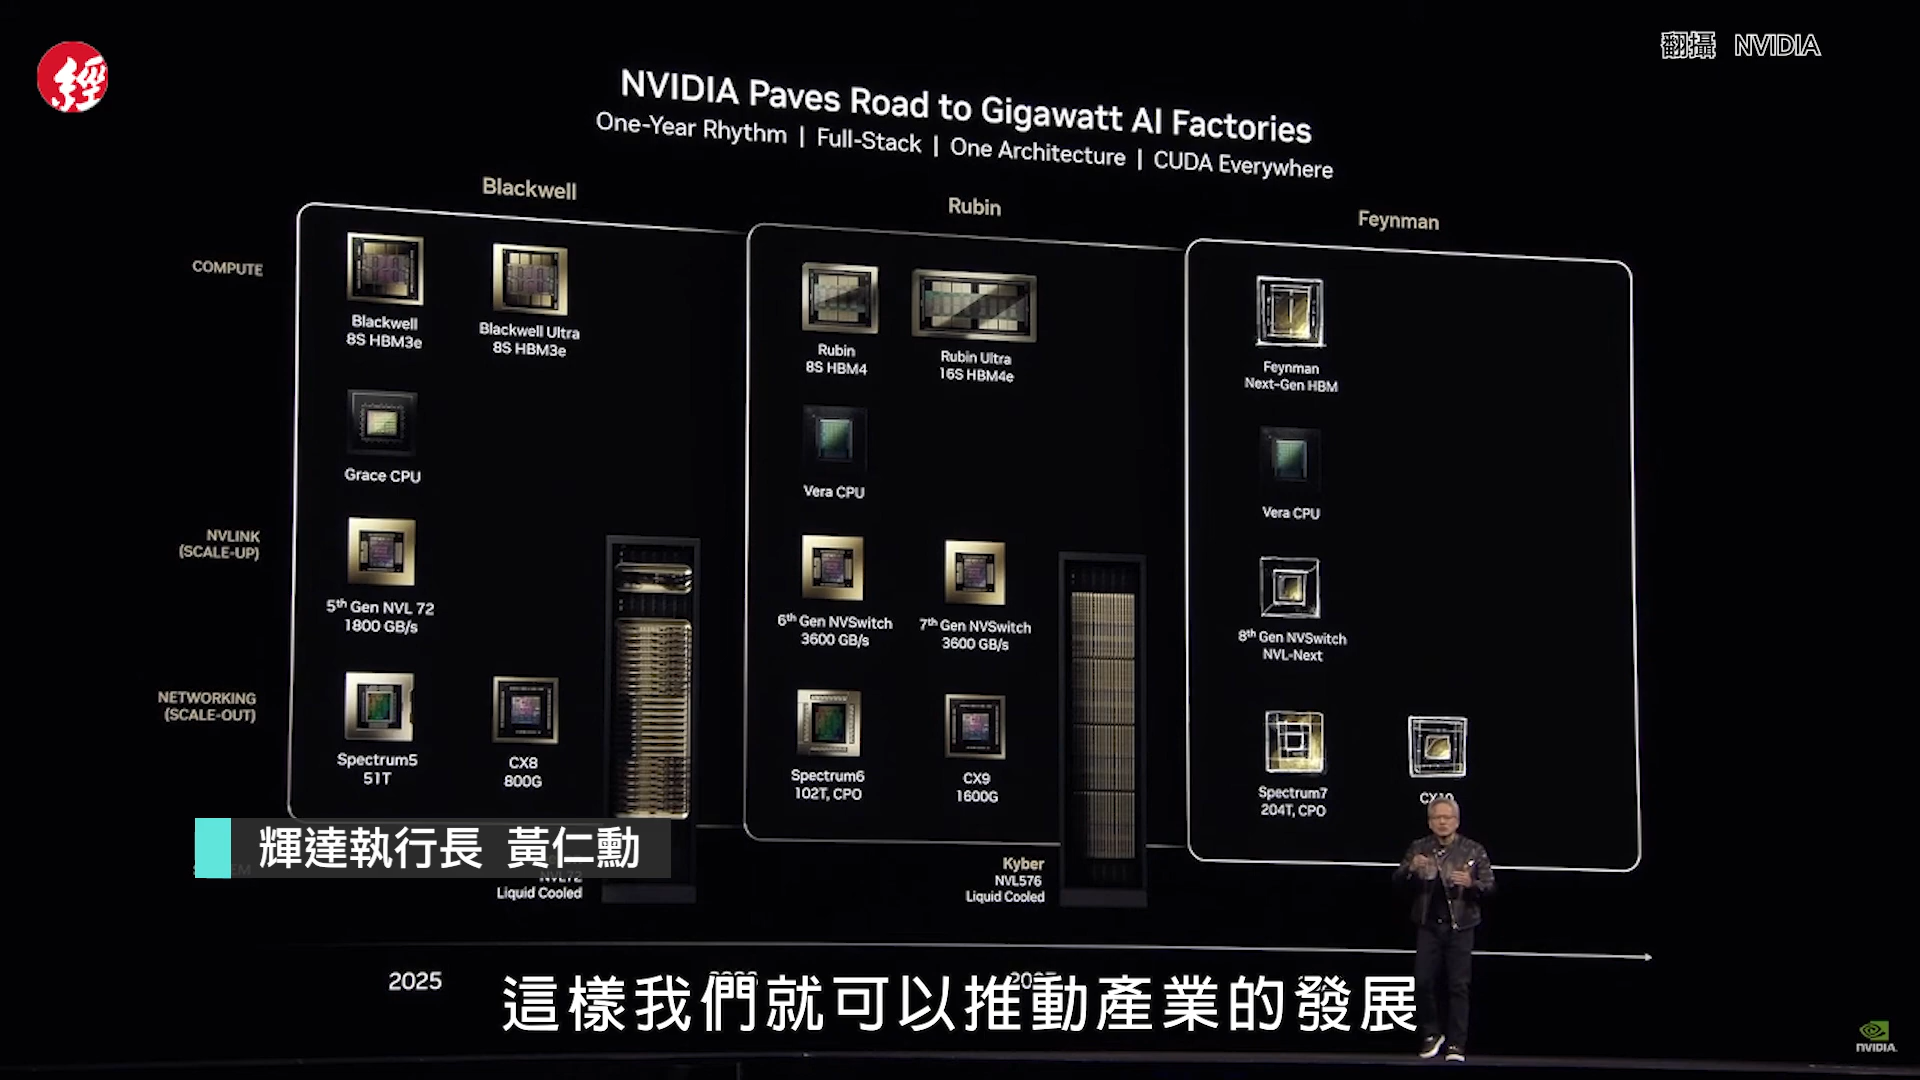 經
翻攝 NVIDIA
NVIDIA Paves Road to Gigawatt AI Factories
One-Year Rhythm | Full-Stack | One Architecture | CUDA Everywhere
Blackwell
Rubin
Feynman
COMPUTE
Blackwell
8S HBM3e
Blackwell Ultra
8S HBM3e
Rubin
8S HBM4
Rubin Ultra
16S HBM4e
Feynman
Next-Gen HBM
Grace CPU
Vera CPU
Vera CPU
NVLINK
(SCALE-UP)
5th Gen NVL 72
1800 GB/s
6th Gen NVSwitch
3600 GB/s
7th Gen NVSwitch
3600 GB/s
8th Gen NVSwitch
NVL-Next
NETWORKING
(SCALE-OUT)
Spectrum5
51T
CX8
800G
Spectrum6
102T, CPO
CX9
1600G
Spectrum7
204T, CPO
輝達執行長 黃仁勳
NVL72
Liquid Cooled
Kyber
NVL576
Liquid Cooled
2025
這樣我們就可以推動產業的發展
NVIDIA